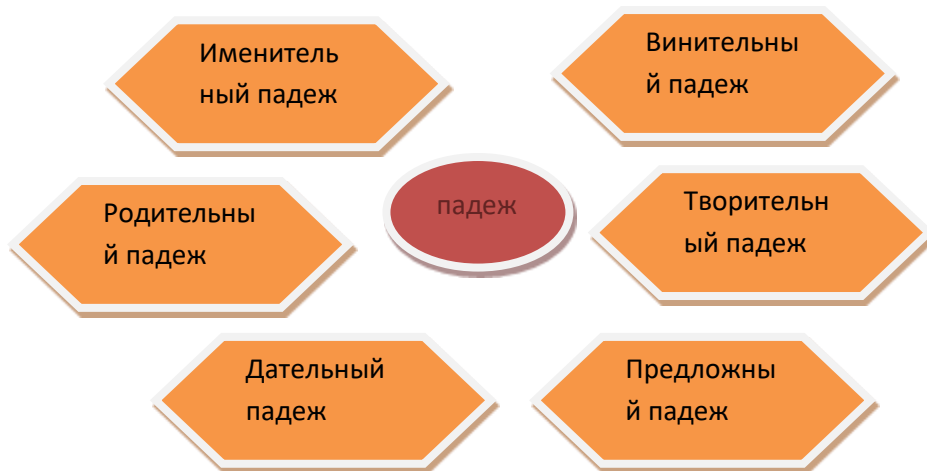 Именитель
ный падеж
Винительны
й падеж
Родительны
й падеж
падеж
Творительн
ый падеж
Дательный
падеж
Предложны
й падеж